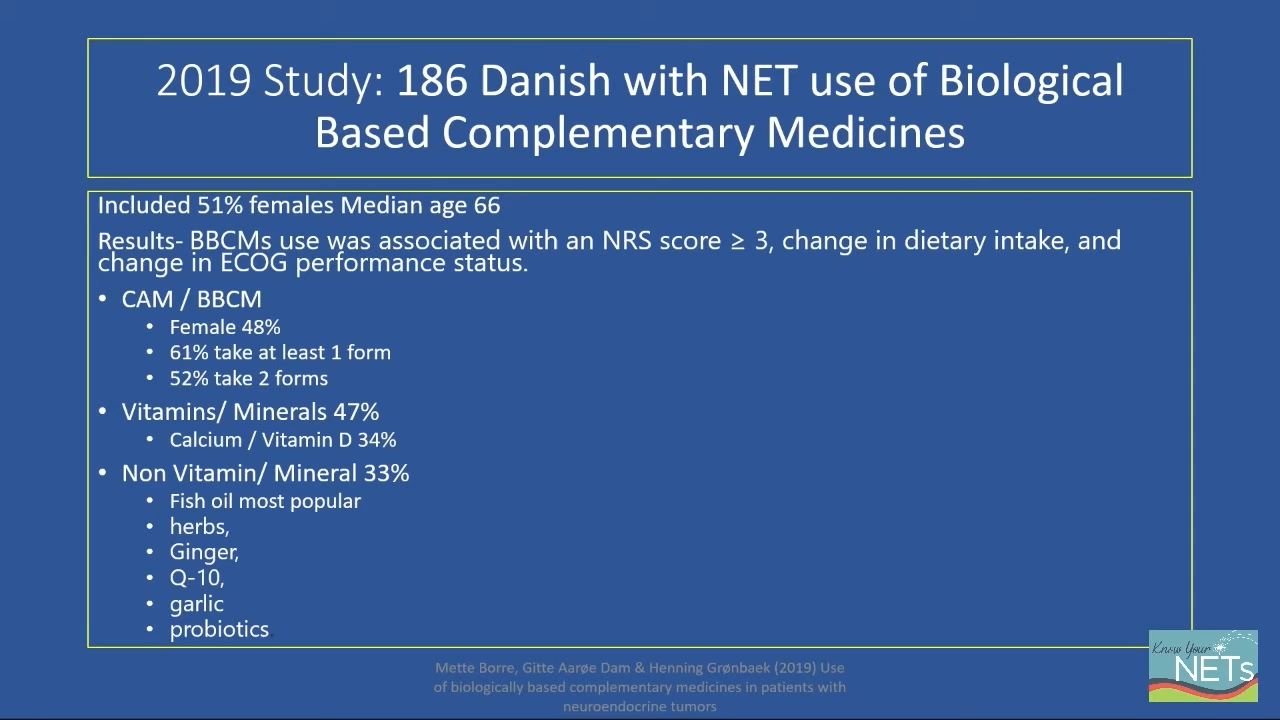 2019 Study: 186 Danish with NET use of Biological
Based Complementary Medicines
Included 51% females Median age 66
Results- BBCMs use was associated with an NRS score ≥ 3, change in dietary intake, and
change in ECOG performance status.
• CAM / BBCM
• Female 48%
• 61% take at least 1 form
• 52% take 2 forms
• Vitamins/ Minerals 47%
• Calcium / Vitamin D 34%
• Non Vitamin/ Mineral 33%
• Fish oil most popular
• herbs,
• Ginger,
• Q-10,
• garlic
• probiotics.
Mette Borre, Gitte Aarøe Dam & Henning Grønbaek (2019) Use
of biologically based complementary medicines in patients with
neuroendocrine tumors
Know Your
NETs